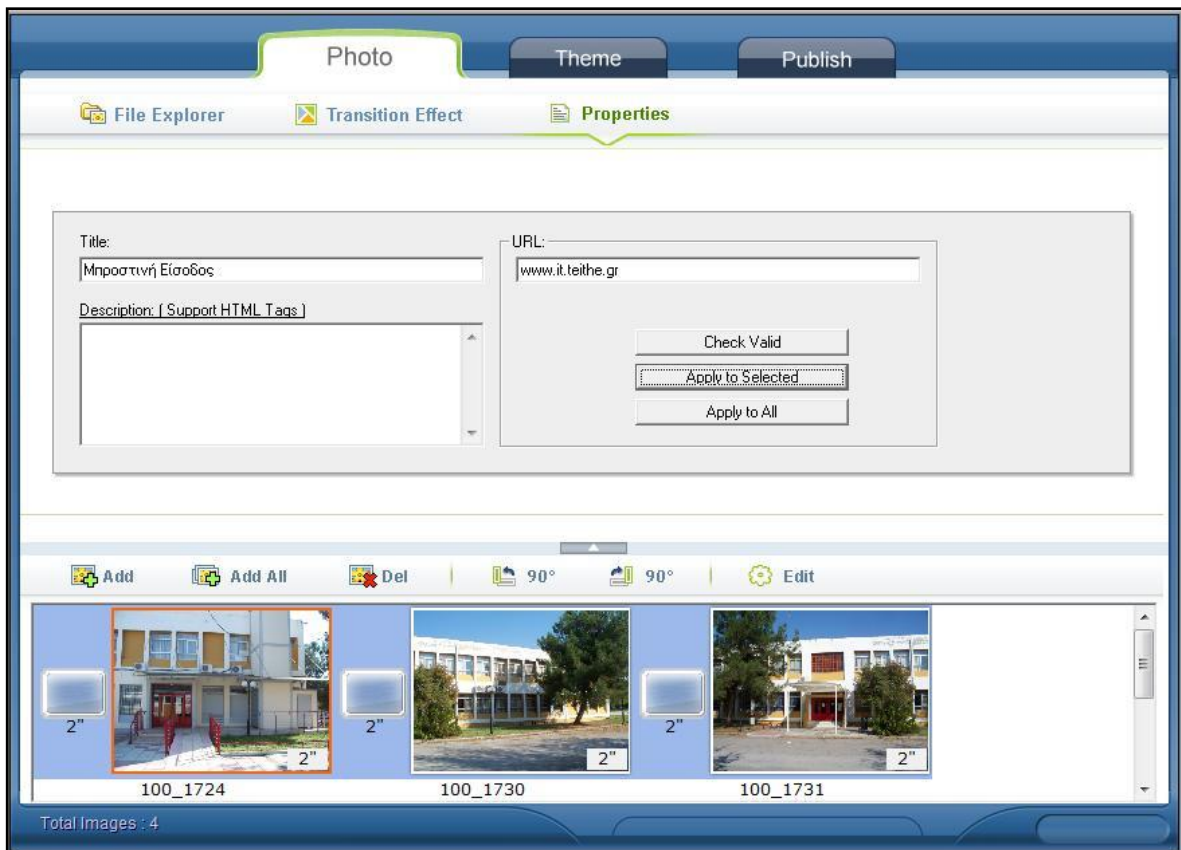 Photo Theme Publish
File Explorer Transition Effect Properties
Title:
Μπροστινή Είσοδος
Description: ( Support HTML Tags )
URL:
www.it.teithe.gr
Check Valid
Apply to Selected
Apply to All
Add Add All Del 90° 90° Edit
2" 2" 2" 2" 2" 2"
100_1724 100_1730 100_1731
Total Images : 4